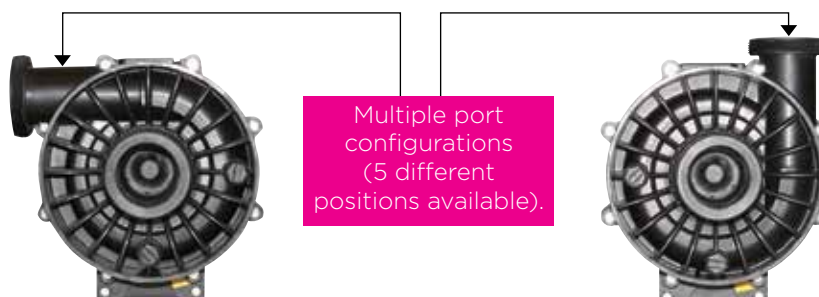 Multiple port
configurations
(5 different
positions available).